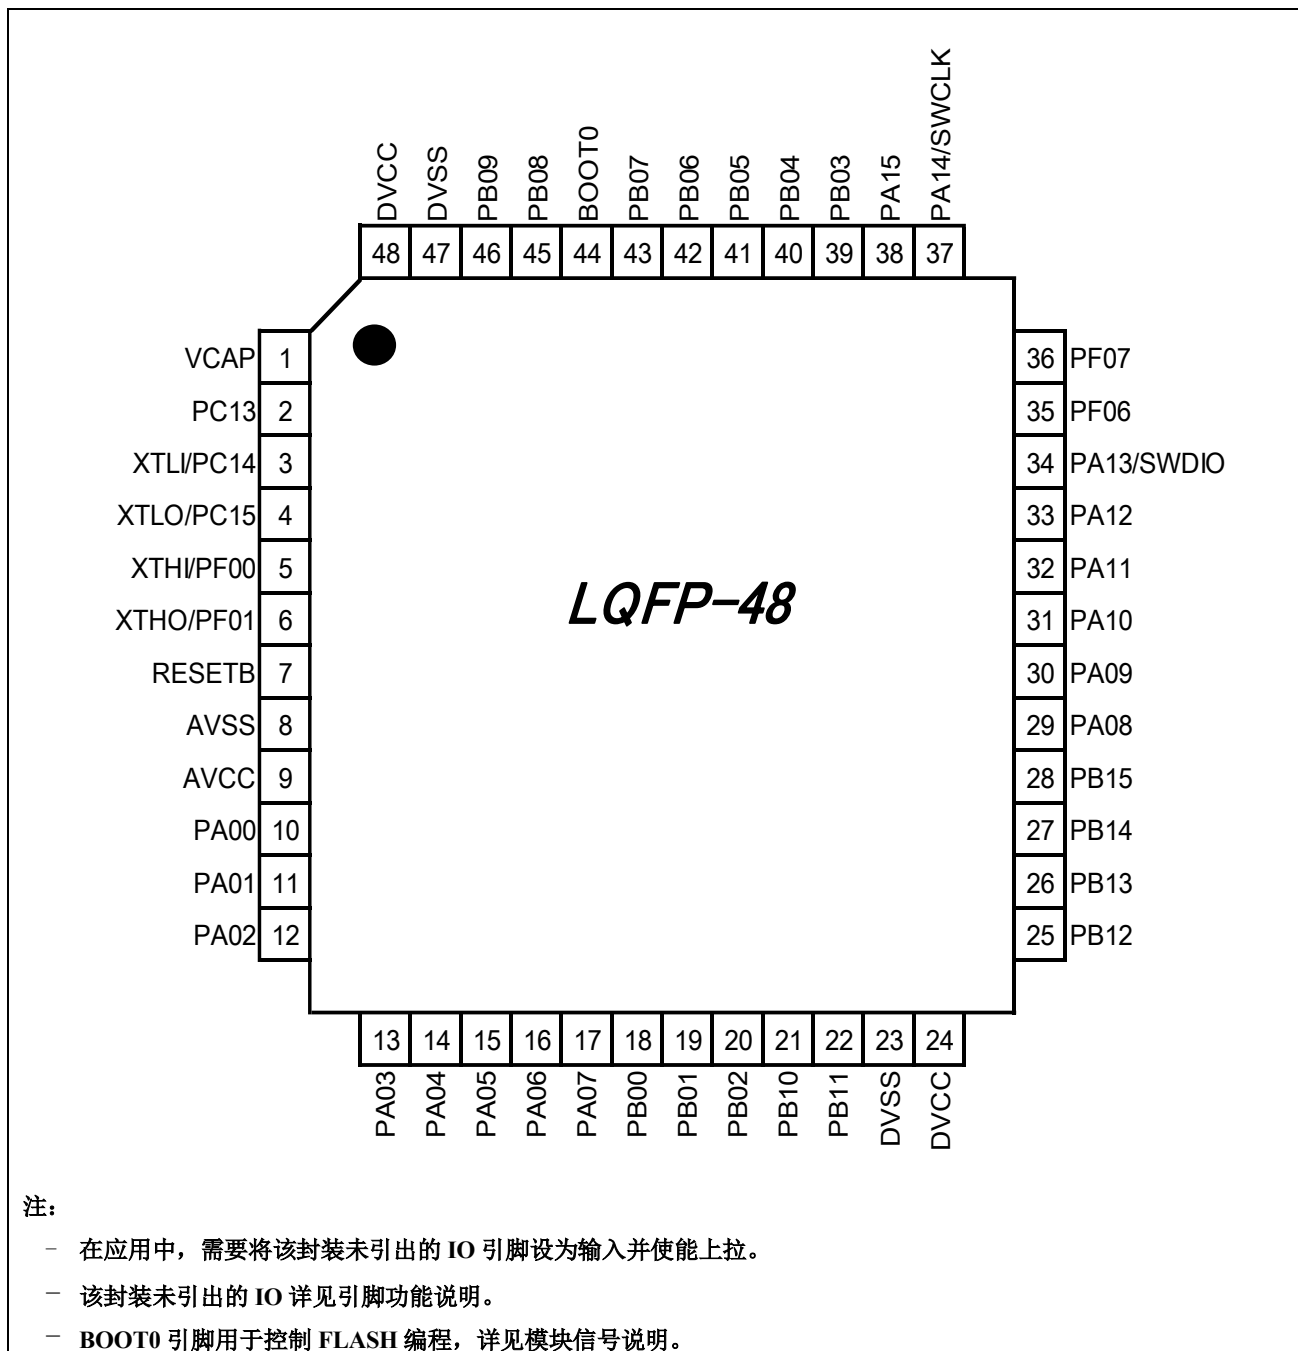 DVCC
DVSS
PB09
PB08
BOOT0
PB07
PB06
PB05
PB04
PB03
PA15
PA14/SWCLK
48 47 46 45 44 43 42 41 40 39 38 37
VCAP 1
PC13 2
XTLI/PC14 3
XTLO/PC15 4
XTHI/PF00 5
XTHO/PF01 6
RESETB 7
AVSS 8
AVCC 9
PA00 10
PA01 11
PA02 12
LQFP-48
36 PF07
35 PF06
34 PA13/SWDIO
33 PA12
32 PA11
31 PA10
30 PA09
29 PA08
28 PB15
27 PB14
26 PB13
25 PB12
13 14 15 16 17 18 19 20 21 22 23 24
PA03
PA04
PA05
PA06
PA07
PB00
PB01
PB02
PB10
PB11
DVSS
DVCC
注：
– 在应用中，需要将该封装未引出的 IO 引脚设为输入并使能上拉。
– 该封装未引出的 IO 详见引脚功能说明。
– BOOT0 引脚用于控制 FLASH 编程，详见模块信号说明。